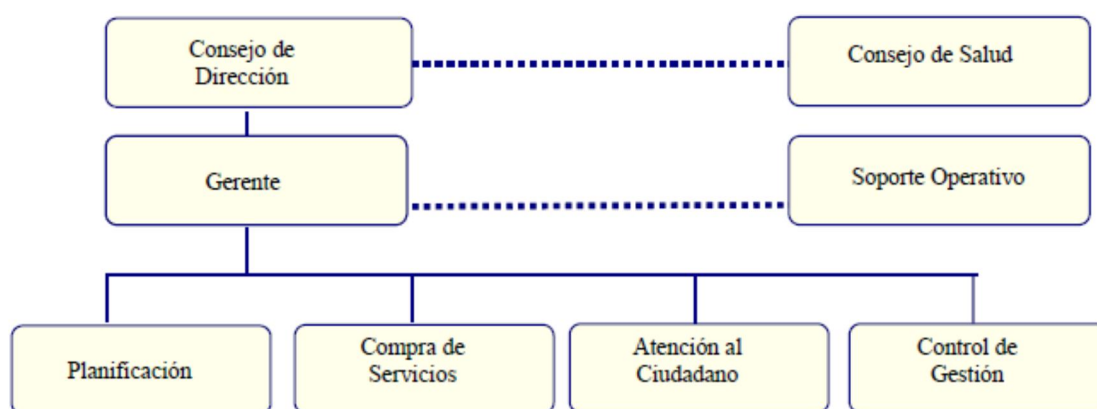 Consejo de
Dirección
Consejo de Salud
Gerente
Soporte Operativo
Planificación
Compra de
Servicios
Atención al
Ciudadano
Control de
Gestión